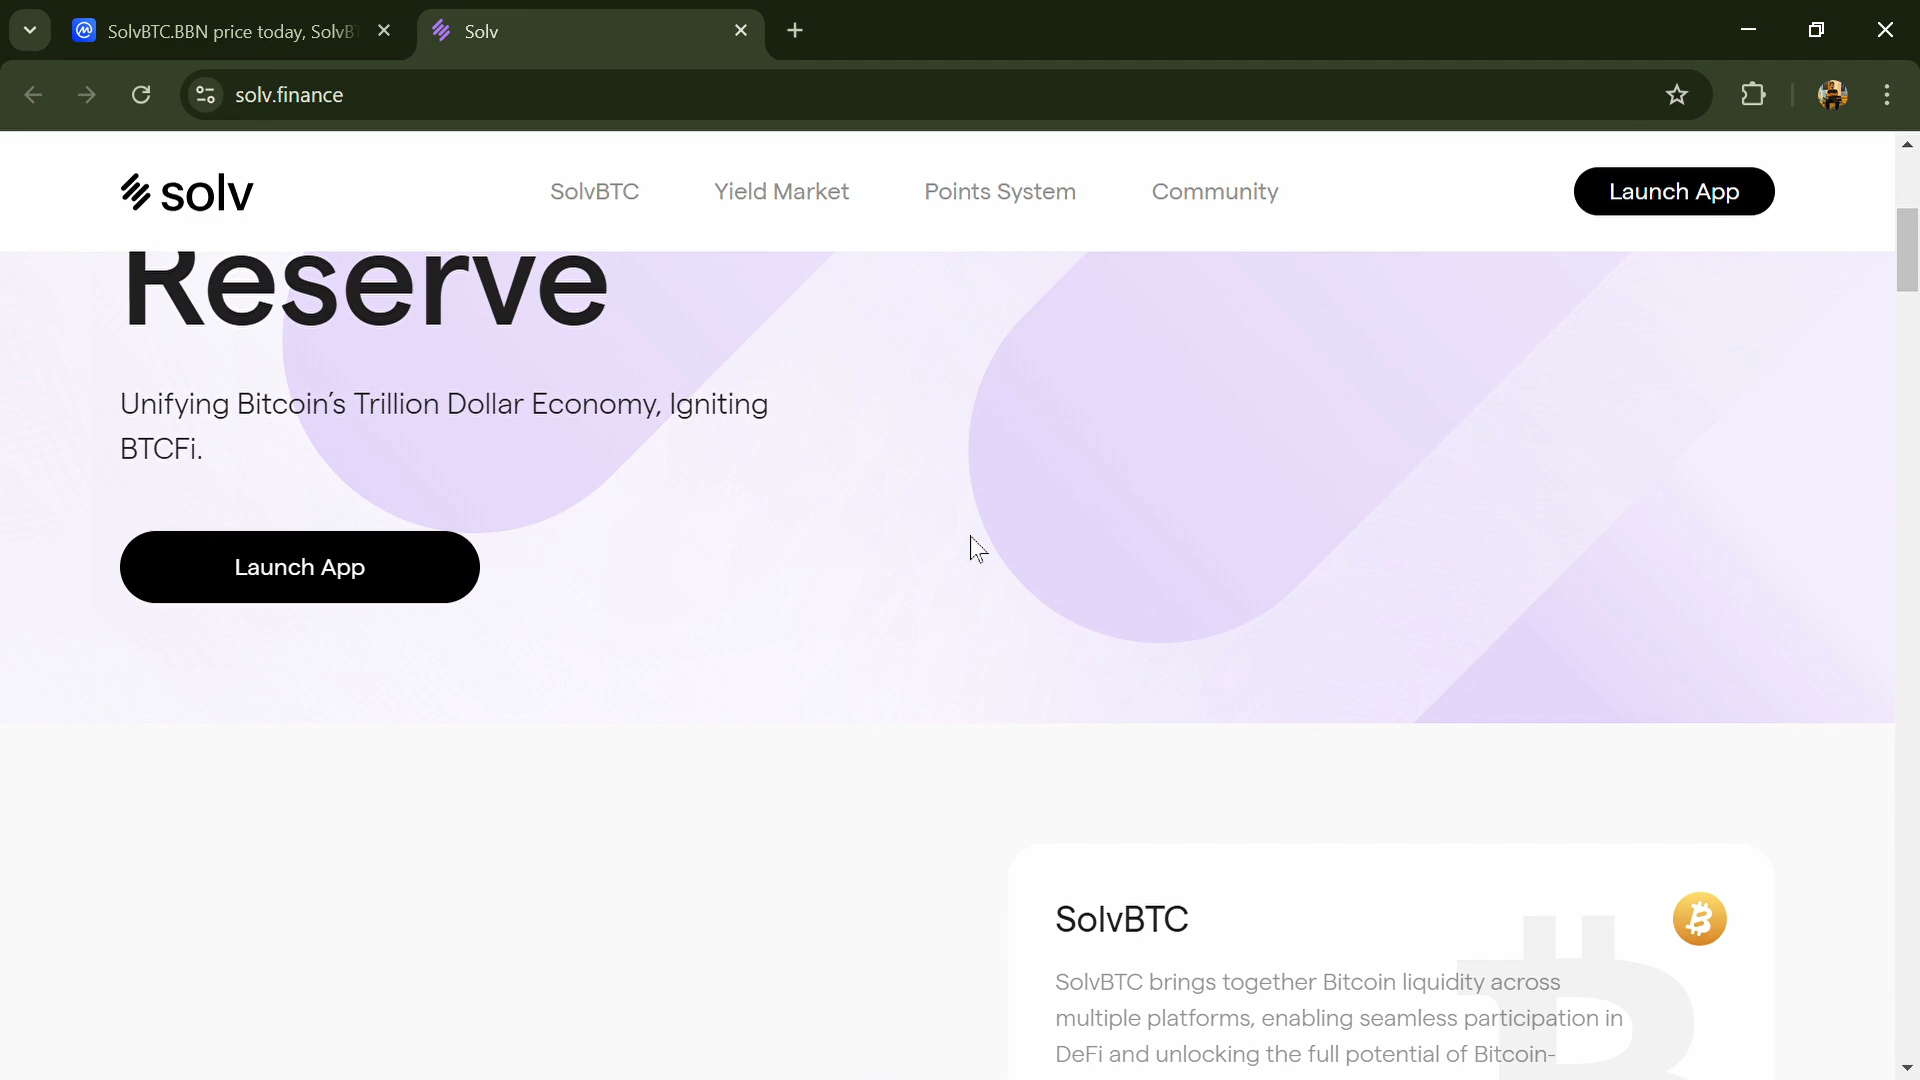 SolvBTC.BBN price today, SolvB
Solv
solv.finance
solv
SolvBTC
Yield Market
Points System
Community
Launch App
Reserve
Unifying Bitcoin's Trillion Dollar Economy, Igniting
BTCFi.
Launch App
SolvBTC
SolvBTC brings together Bitcoin liquidity across
multiple platforms, enabling seamless participation in
DeFi and unlocking the full potential of Bitcoin-